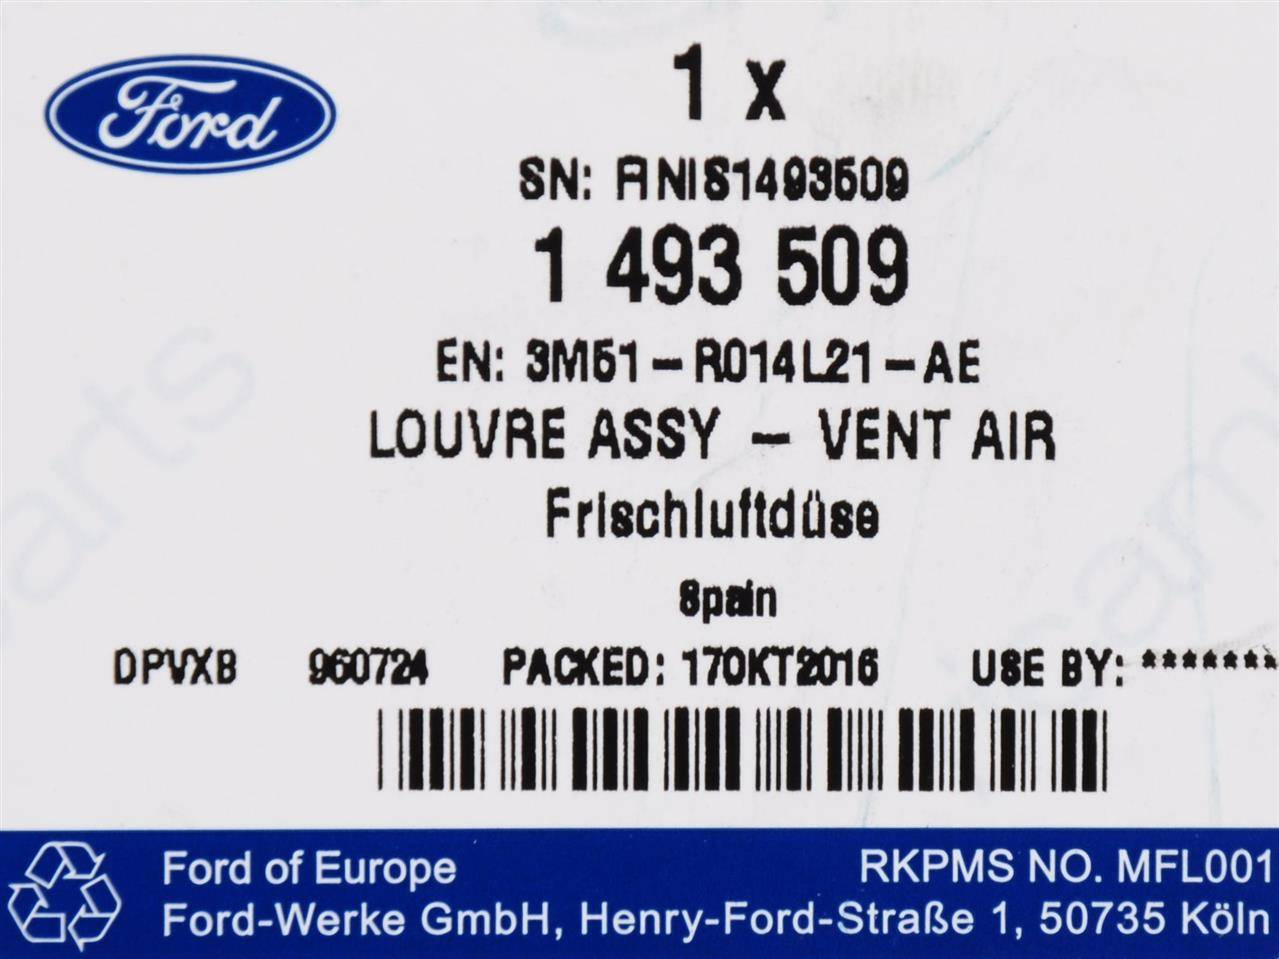 Ford
1 x
SN: ANIS1493509
1 493 509
EN: 3M51-R014L21-AE
LOUVRE ASSY - VENT AIR
Frischluftdüse
Spain
DPVXB 960724 PACKED: 17OKT2016 USE BY: *******
Ford of Europe RKPMS NO. MFL001
Ford-Werke GmbH, Henry-Ford-Straße 1, 50735 Köln